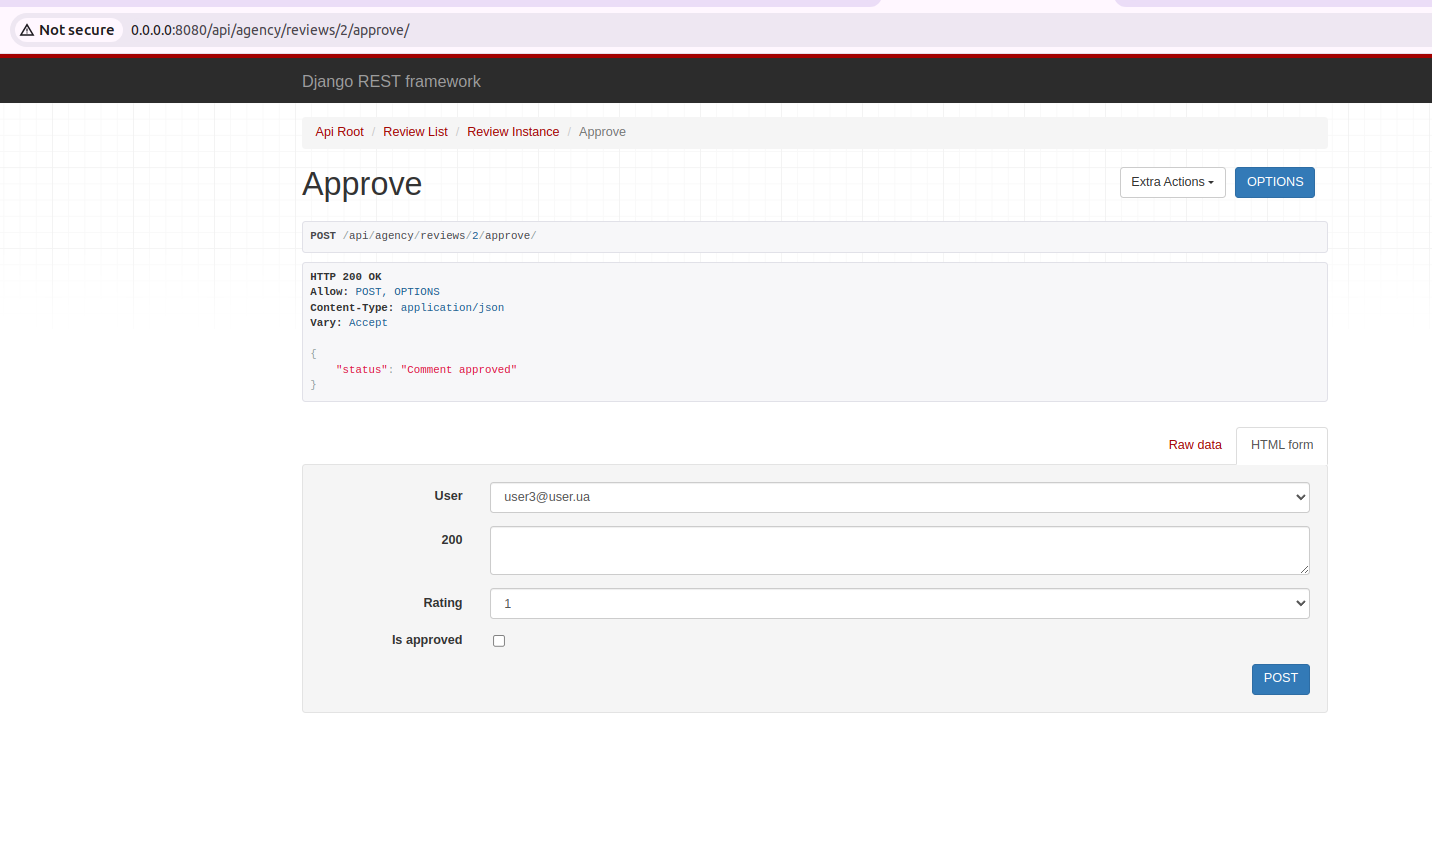 Not secure 0.0.0.0:8080/api/agency/reviews/2/approve/
Django REST framework
Api Root / Review List / Review Instance / Approve
Approve
Extra Actions OPTIONS
POST /api/agency/reviews/2/approve/
HTTP 200 OK
Allow: POST, OPTIONS
Content-Type: application/json
Vary: Accept
{
"status": "Comment approved"
}
Raw data HTML form
User user3@user.ua
200
Rating 1
Is approved
POST